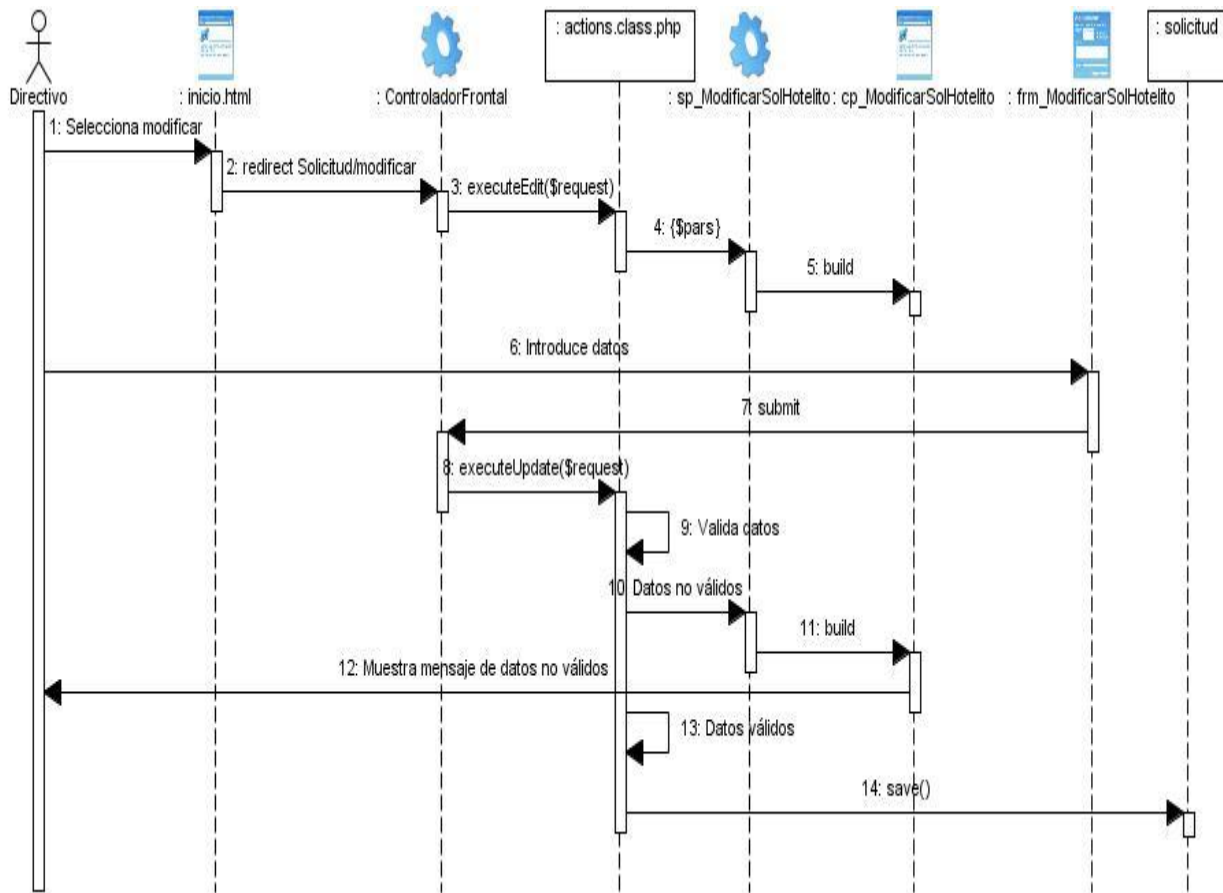 : actions.class.php
: solicitud
Directivo
: inicio.html
: ControladorFrontal
: sp_ModificarSolHotelito
: cp_ModificarSolHotelito
: frm_ModificarSolHotelito
1: Selecciona modificar
2: redirect Solicitud/modificar
3: executeEdit($request)
4: {$pars}
5: build
6: Introduce datos
7: submit
8: executeUpdate($request)
9: Valida datos
10: Datos no válidos
11: build
12: Muestra mensaje de datos no válidos
13: Datos válidos
14: save()